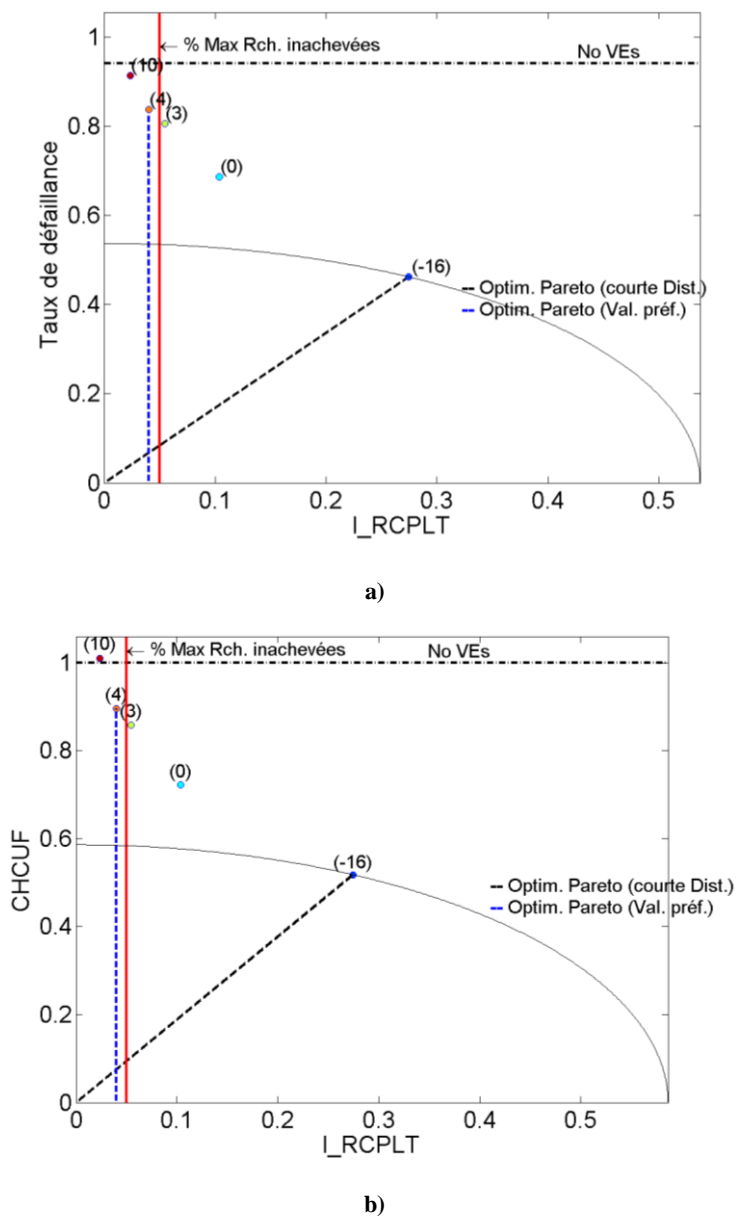 1
← % Max Rch. inachevées
No VEs
(10)
(4)
(3)
0.8
(0)
Taux de défaillance
0.6
(-16)
Optim. Pareto (courte Dist.)
Optim. Pareto (Val. préf.)
0.4
0.2
0
0 0.1 0.2 0.3 0.4 0.5
I_RCPLT
a)
(10)
← % Max Rch. inachevées
No VEs
1
(4)
(3)
0.8
(0)
0.6
CHCUF
(-16)
Optim. Pareto (courte Dist.)
Optim. Pareto (Val. préf.)
0.4
0.2
0
0 0.1 0.2 0.3 0.4 0.5
I_RCPLT
b)